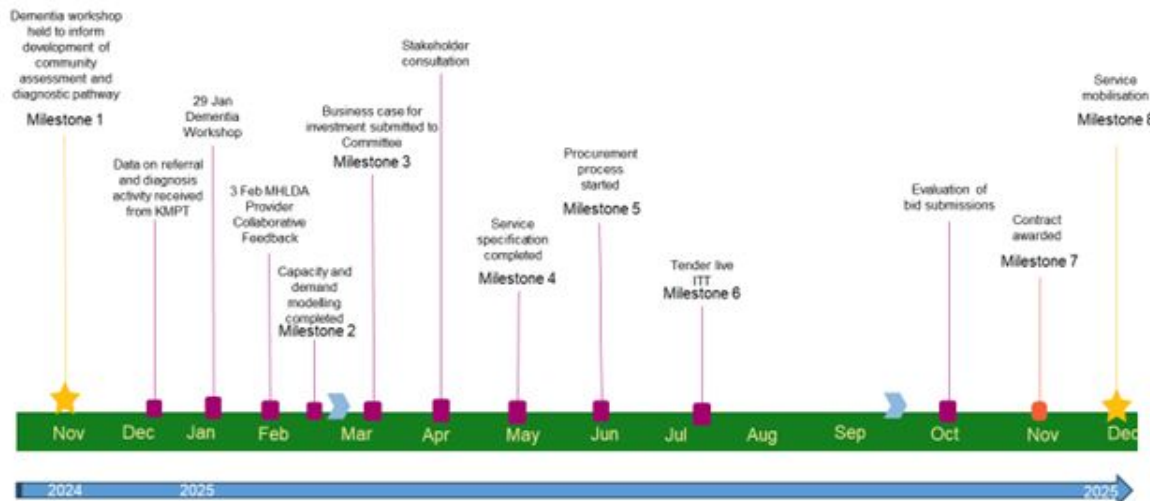 Dementia workshop
held to inform
development of
community
assessment and
diagnostic pathway
Milestone 1
Data on referral
and diagnosis
activity received
from KMPT
29 Jan
Dementia
Workshop
3 Feb MHLDA
Provider
Collaborative
Feedback
Capacity and
demand
modelling
completed
Milestone 2
Business case for
investment submitted to
Committee
Milestone 3
Stakeholder
consultation
Service
specification
completed
Milestone 4
Procurement
process
started
Milestone 5
Tender live
ITT
Milestone 6
Evaluation of
bid submissions
Contract
awarded
Milestone 7
Service
mobilisation
Milestone 8
Nov Dec Jan Feb Mar Apr May Jun Jul Aug Sep Oct Nov Dec
2024 2025 2025